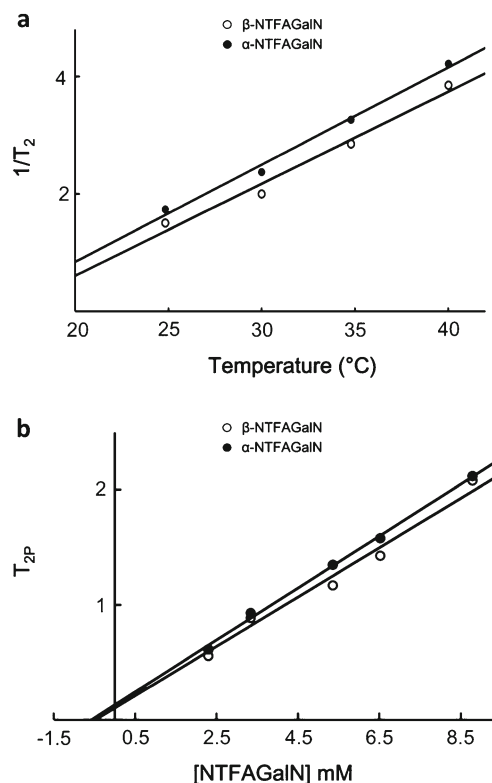 a
β-NTFAGalN
α-NTFAGalN
4
2
1/T2
20 25 30 35 40
Temperature (°C)
b
β-NTFAGalN
α-NTFAGalN
2
1
T2P
-1.5 0.5 2.5 4.5 6.5 8.5
[NTFAGalN] mM